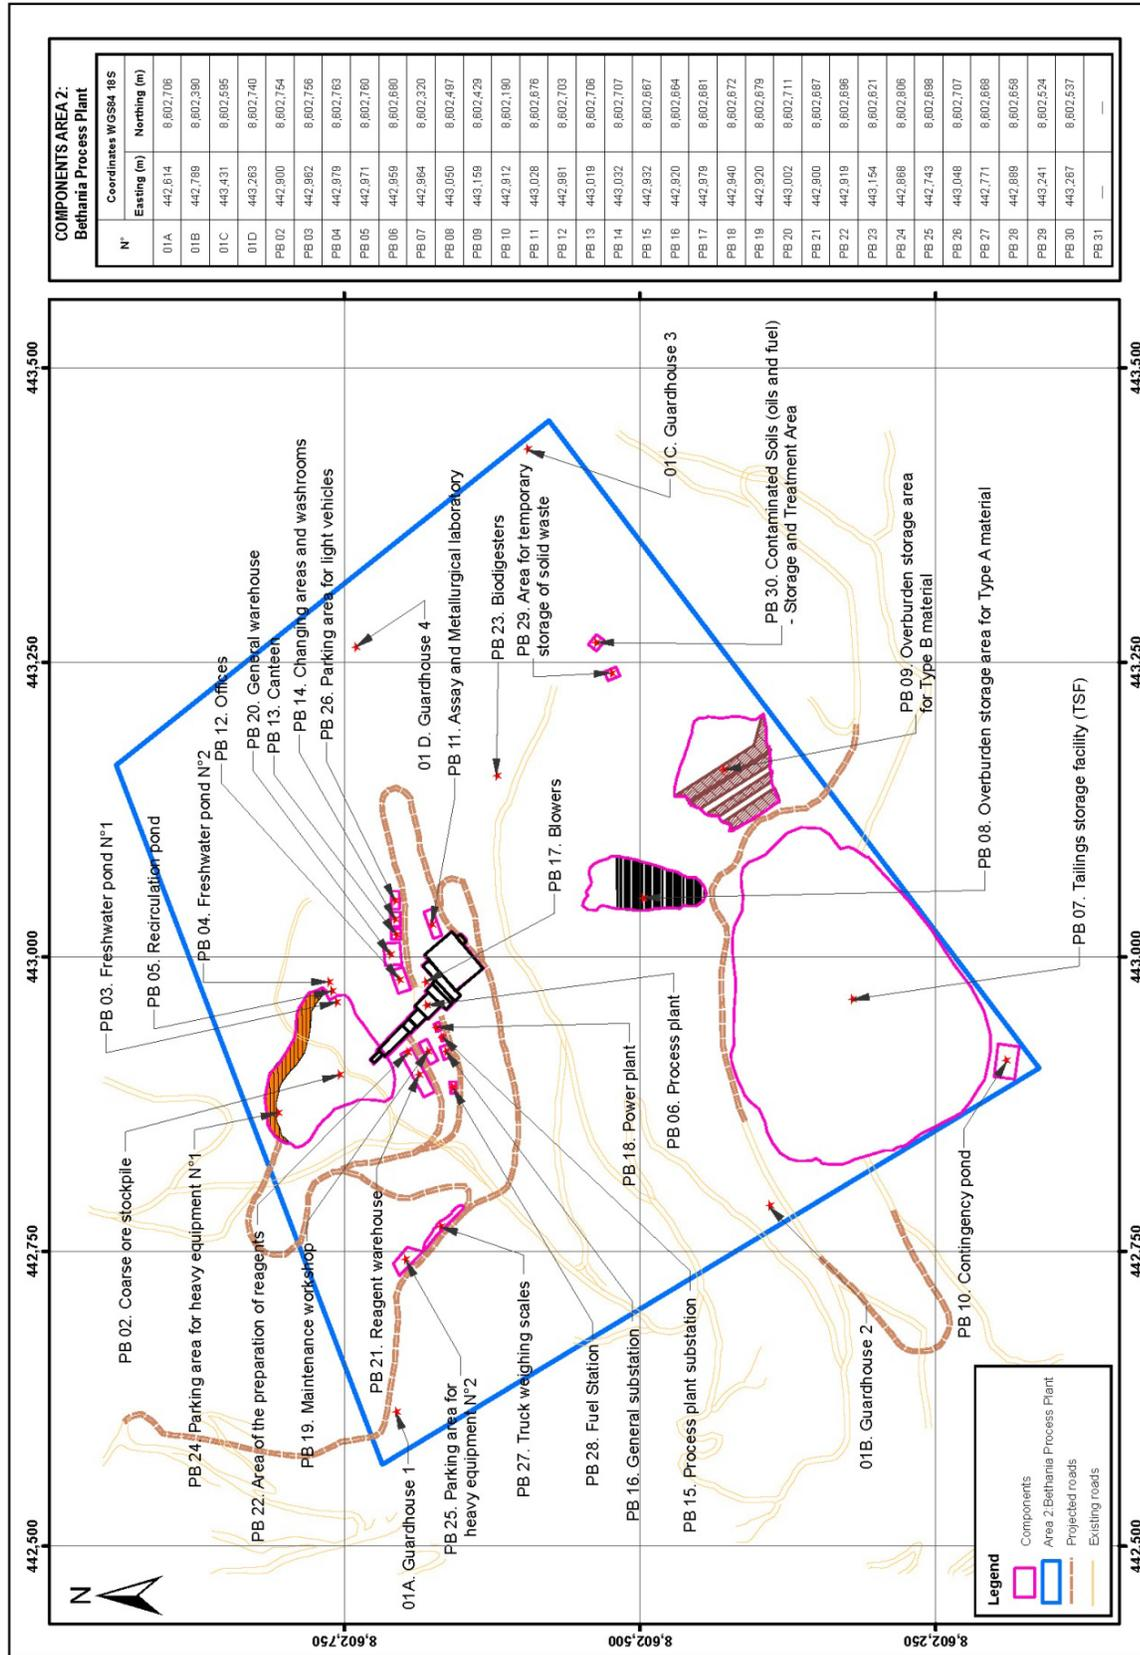 COMPONENTS AREA 2:
Bethania Process Plant
N° Coordinates WGS84 18S
Easting (m) Northing (m)
01A 442,614 8,602,706
01B 442,789 8,602,390
01C 443,431 8,602,595
01D 443,263 8,602,740
PB 02 442,900 8,602,754
PB 03 442,962 8,602,756
PB 04 442,979 8,602,763
PB 05 442,971 8,602,760
PB 06 442,959 8,602,680
PB 07 442,964 8,602,320
PB 08 443,050 8,602,497
PB 09 443,159 8,602,429
PB 10 442,912 8,602,190
PB 11 443,028 8,602,676
PB 12 442,981 8,602,703
PB 13 443,019 8,602,706
PB 14 443,032 8,602,707
PB 15 442,932 8,602,667
PB 16 442,920 8,602,664
PB 17 442,979 8,602,681
PB 18 442,940 8,602,672
PB 19 442,920 8,602,679
PB 20 443,002 8,602,711
PB 21 442,900 8,602,687
PB 22 442,919 8,602,696
PB 23 443,154 8,602,621
PB 24 442,868 8,602,806
PB 25 442,743 8,602,698
PB 26 443,048 8,602,707
PB 27 442,771 8,602,668
PB 28 442,889 8,602,658
PB 29 443,241 8,602,524
PB 30 443,267 8,602,537
PB 31 — —
442,500
442,750
443,000
443,250
443,500
8,602,750
8,602,500
8,602,250
N
PB 03. Freshwater pond N°1
PB 05. Recirculation pond
PB 04. Freshwater pond N°2
PB 12. Offices
PB 20. General warehouse
PB 13. Canteen
PB 14. Changing areas and washrooms
PB 26. Parking area for light vehicles
01 D. Guardhouse 4
PB 11. Assay and Metallurgical laboratory
PB 23. Biodigesters
PB 29. Area for temporary
storage of solid waste
01C. Guardhouse 3
PB 17. Blowers
PB 30. Contaminated Soils (oils and fuel)
- Storage and Treatment Area
PB 09. Overburden storage area
for Type B material
PB 08. Overburden storage area for Type A material
PB 07. Tailings storage facility (TSF)
PB 02. Coarse ore stockpile
PB 24. Parking area for heavy equipment N°1
PB 22. Area of the preparation of reagents
PB 19. Maintenance workshop
PB 21. Reagent warehouse
01A. Guardhouse 1
PB 25. Parking area for
heavy equipment N°2
PB 27. Truck weighing scales
PB 28. Fuel Station
PB 16. General substation
PB 18. Power plant
PB 06. Process plant
PB 15. Process plant substation
01B. Guardhouse 2
PB 10. Contingency pond
Legend
Components
Area 2:Bethania Process Plant
Projected roads
Existing roads
442,500
442,750
443,000
443,250
443,500